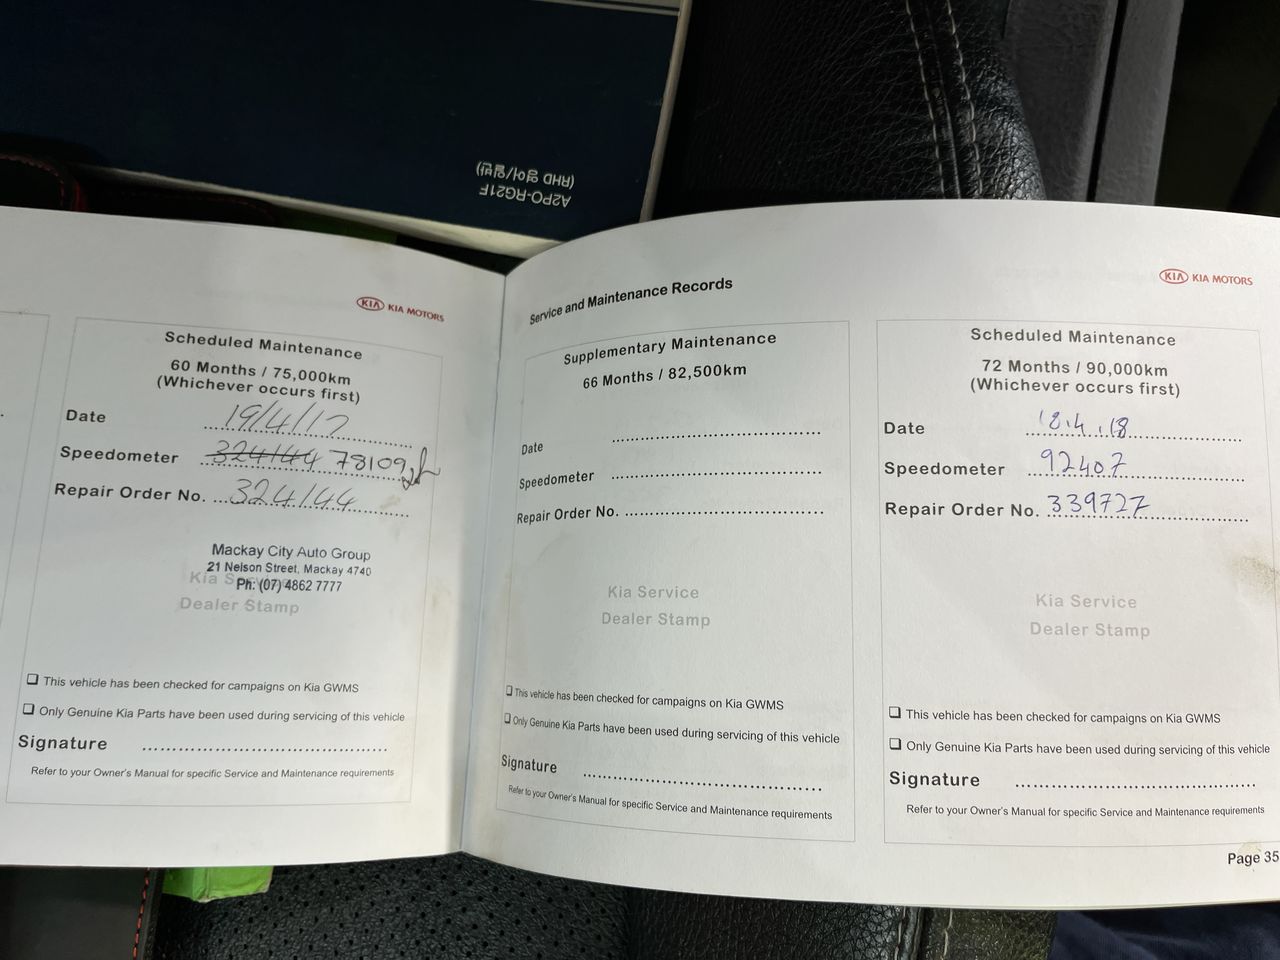 A2PO-RG21F
(RHD 영어/일반)
KIA KIA MOTORS
Scheduled Maintenance
60 Months / 75,000km
(Whichever occurs first)
Date 19/4/17
Speedometer 324144 78109
Repair Order No. 324144
Mackay City Auto Group
21 Nelson Street, Mackay 4740
Ph: (07) 4862 7777
Kia Service
Dealer Stamp
This vehicle has been checked for campaigns on Kia GWMS
Only Genuine Kia Parts have been used during servicing of this vehicle
Signature
Refer to your Owner's Manual for specific Service and Maintenance requirements
Service and Maintenance Records
Supplementary Maintenance
66 Months / 82,500km
Date
Speedometer
Repair Order No.
Kia Service
Dealer Stamp
This vehicle has been checked for campaigns on Kia GWMS
Only Genuine Kia Parts have been used during servicing of this vehicle
Signature
Refer to your Owner's Manual for specific Service and Maintenance requirements
KIA KIA MOTORS
Scheduled Maintenance
72 Months / 90,000km
(Whichever occurs first)
Date 18.4.18
Speedometer 92407
Repair Order No. 339727
Kia Service
Dealer Stamp
This vehicle has been checked for campaigns on Kia GWMS
Only Genuine Kia Parts have been used during servicing of this vehicle
Signature
Refer to your Owner's Manual for specific Service and Maintenance requirements
Page 35